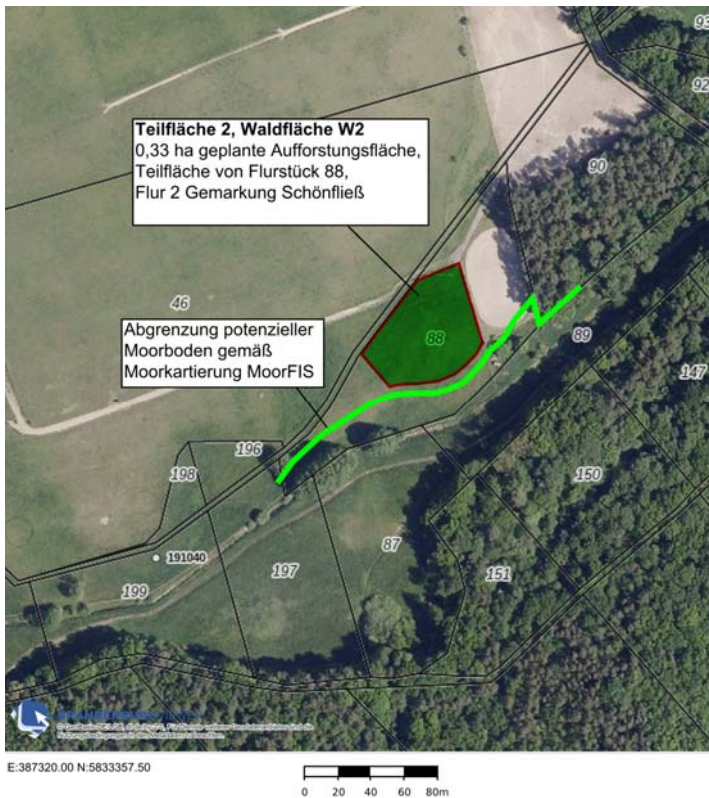 93
92
Teilfläche 2, Waldfläche W2
0,33 ha geplante Aufforstungsfläche,
Teilfläche von Flurstück 88,
Flur 2 Gemarkung Schönfließ
90
46
Abgrenzung potenzieller
Moorboden gemäß
Moorkartierung MoorFIS
88
89
147
196
198
150
191040
87
197
151
199
E:387320.00 N:5833357.50
0 20 40 60 80m